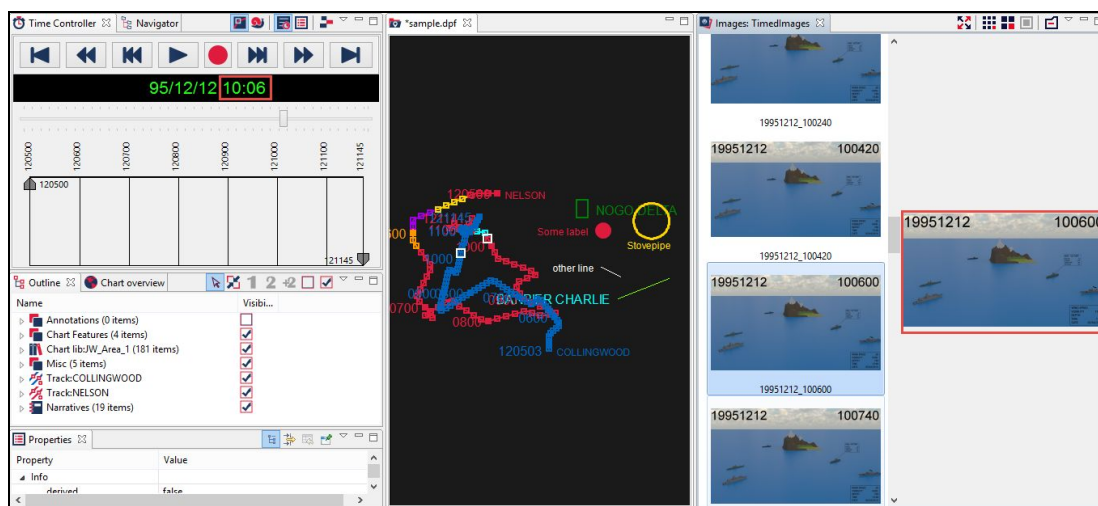 Time Controller
Navigator
95/12/12 10:06
120500
120600
120700
120800
120900
121000
121100
121145
120500
121145
Outline
Chart overview
1 2 +2
Name Visibi...
Annotations (0 items)
Chart Features (4 items)
Chart lib:JW_Area_1 (181 items)
Misc (5 items)
Track:COLLINGWOOD
Track:NELSON
Narratives (19 items)
Properties
Property Value
Info
derived false
*sample.dpf
NELSON
NOGO DELTA
Some label
Stovepipe
other line
BARRIER CHARLIE
0700
0800
120503 COLLINGWOOD
Images: TimedImages
19951212_100240
19951212 100420
19951212_100420
19951212 100600
19951212_100600
19951212 100740
19951212 100600